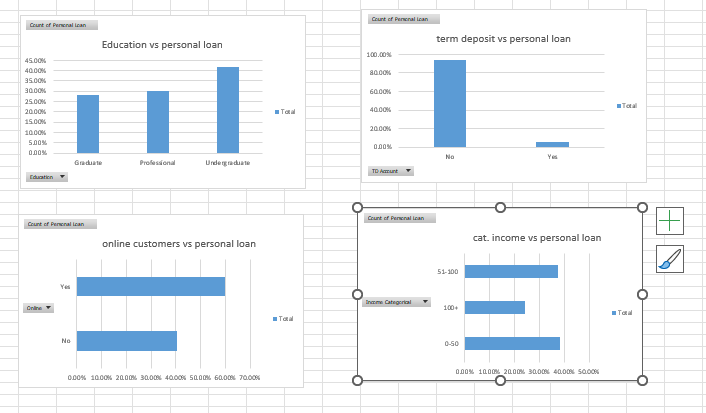 Count of Personal Loan
Education vs personal loan
45.00%
40.00%
35.00%
30.00%
25.00%
20.00%
15.00%
10.00%
5.00%
0.00%
Graduate Professional Undergraduate
Total
Education
Count of Personal Loan
term deposit vs personal loan
100.00%
80.00%
60.00%
40.00%
20.00%
0.00%
No Yes
Total
TD Account
Count of Personal Loan
online customers vs personal loan
Yes
Online
No
Total
0.00% 10.00% 20.00% 30.00% 40.00% 50.00% 60.00% 70.00%
Count of Personal Loan
cat. income vs personal loan
51-100
Income Categorical
100+
Total
0-50
0.00% 10.00% 20.00% 30.00% 40.00% 50.00%